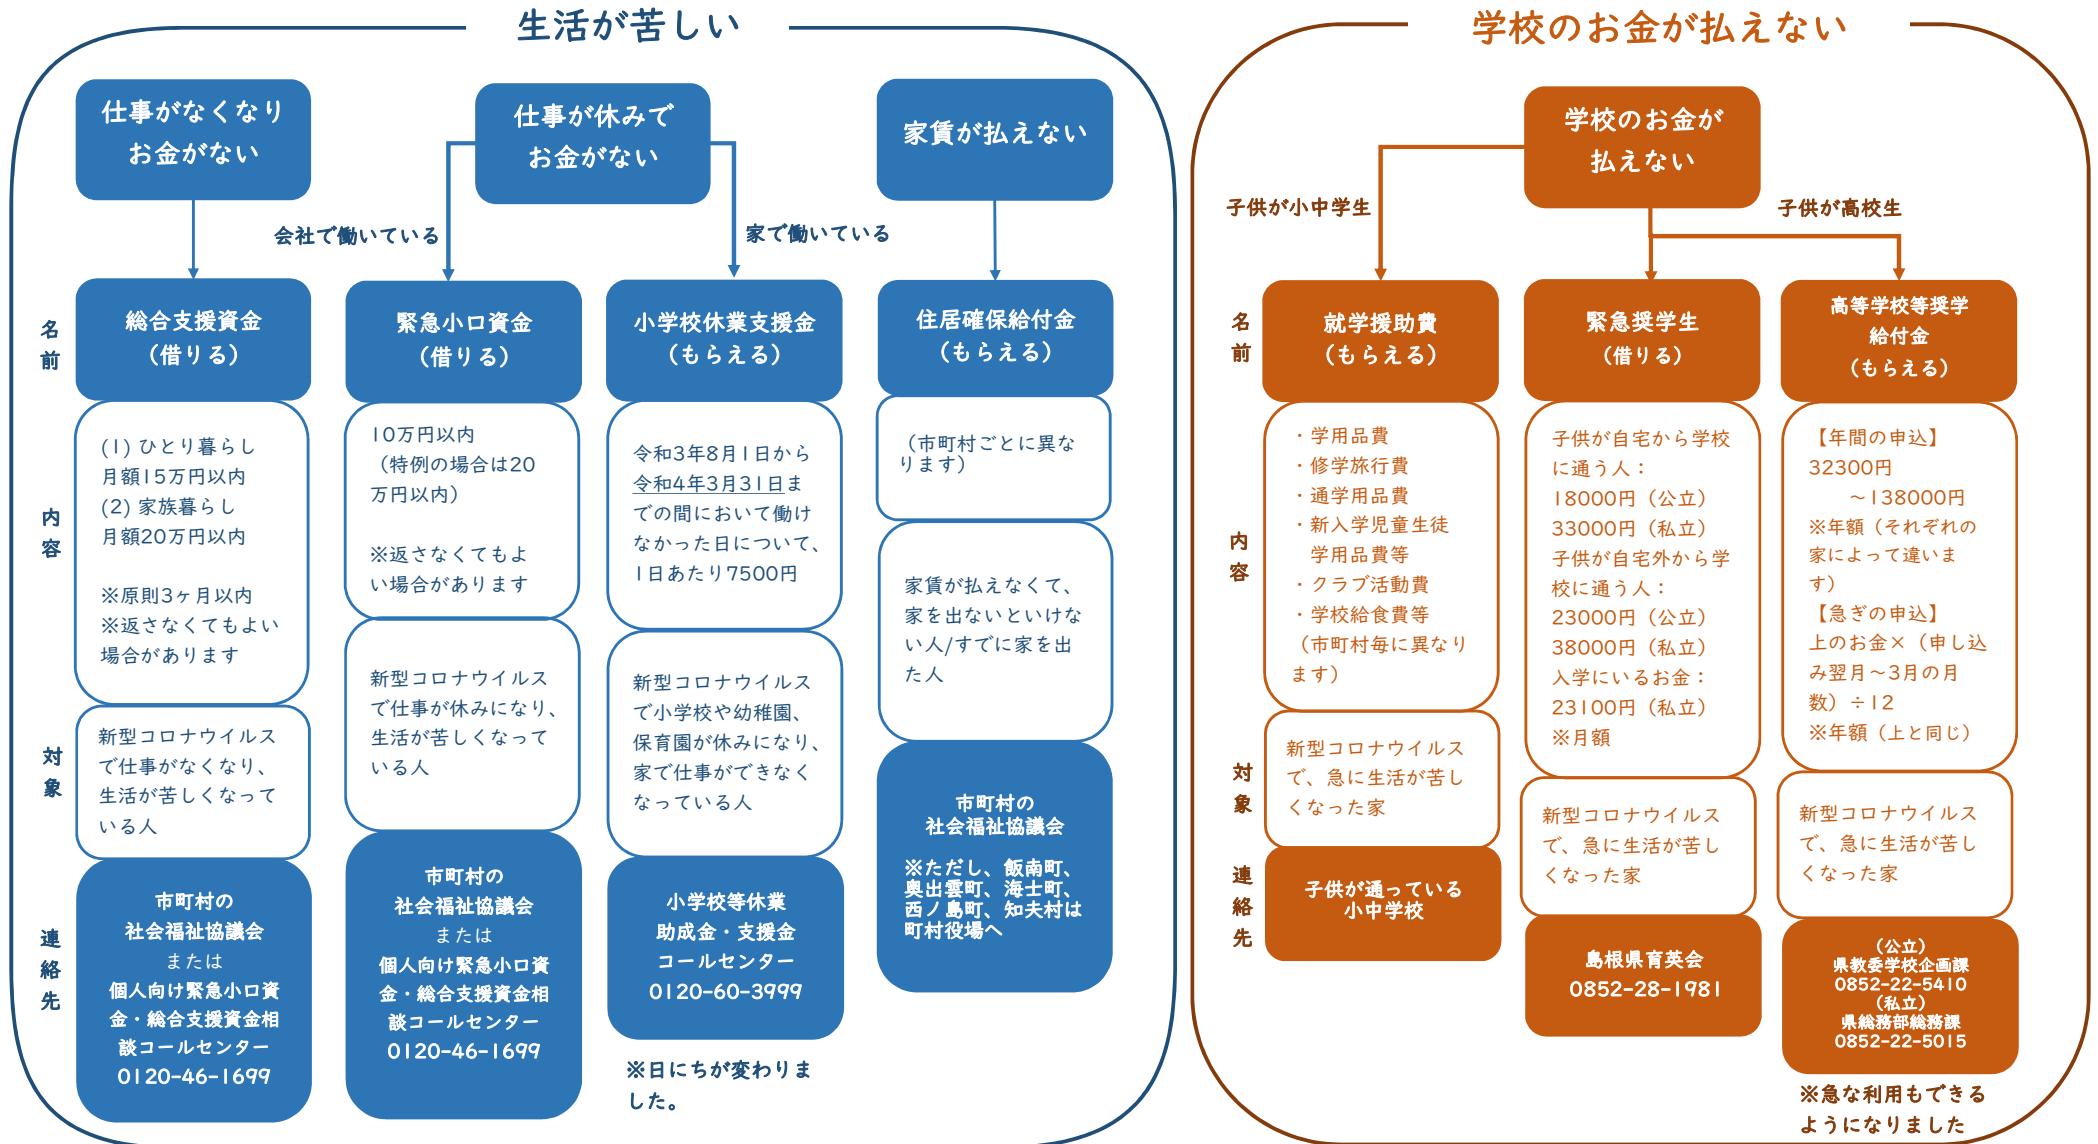 生活が苦しい
仕事がなくなり
お金がない
仕事が休みで
お金がない
家賃が払えない
会社で働いている
家で働いている
名前
内容
対象
連絡先
総合支援資金
（借りる）
(1) ひとり暮らし
月額15万円以内
(2) 家族暮らし
月額20万円以内
※原則3ヶ月以内
※返さなくてもよい
場合があります
新型コロナウイルス
で仕事がなくなり、
生活が苦しくなって
いる人
市町村の
社会福祉協議会
または
個人向け緊急小口資
金・総合支援資金相
談コールセンター
0120-46-1699
緊急小口資金
（借りる）
10万円以内
（特例の場合は20
万円以内）
※返さなくてもよ
い場合があります
新型コロナウイルス
で仕事が休みになり、
生活が苦しくなって
いる人
市町村の
社会福祉協議会
または
個人向け緊急小口資
金・総合支援資金相
談コールセンター
0120-46-1699
小学校休業支援金
（もらえる）
令和3年8月1日から
令和4年3月31日ま
での間において働け
なかった日について、
1日あたり7500円
新型コロナウイルス
で小学校や幼稚園、
保育園が休みになり、
家で仕事ができなく
なっている人
小学校等休業
助成金・支援金
コールセンター
0120-60-3999
※日にちが変わりま
した。
住居確保給付金
（もらえる）
（市町村ごとに異な
ります）
家賃が払えなくて、
家を出ないといけな
い人/すでに家を出
た人
市町村の
社会福祉協議会
※ただし、飯南町、
奥出雲町、海士町、
西ノ島町、知夫村は
町村役場へ
学校のお金が払えない
学校のお金が
払えない
子供が小中学生
子供が高校生
名前
内容
対象
連絡先
就学援助費
（もらえる）
・学用品費
・修学旅行費
・通学用品費
・新入学児童生徒
学用品費等
・クラブ活動費
・学校給食費等
（市町村毎に異なり
ます）
新型コロナウイルス
で、急に生活が苦し
くなった家
子供が通っている
小中学校
緊急奨学生
（借りる）
子供が自宅から学校
に通う人：
18000円（公立）
33000円（私立）
子供が自宅外から学
校に通う人：
23000円（公立）
38000円（私立）
入学にいるお金：
23100円（私立）
※月額
新型コロナウイルス
で、急に生活が苦し
くなった家
島根県育英会
0852-28-1981
高等学校等奨学
給付金
（もらえる）
【年間の申込】
32300円
～138000円
※年額（それぞれの
家によって違いま
す）
【急ぎの申込】
上のお金×（申し込
み翌月～3月の月
数）÷12
※年額（上と同じ）
新型コロナウイルス
で、急に生活が苦し
くなった家
（公立）
県教委学校企画課
0852-22-5410
（私立）
県総務部総務課
0852-22-5015
※急な利用もできる
ようになりました